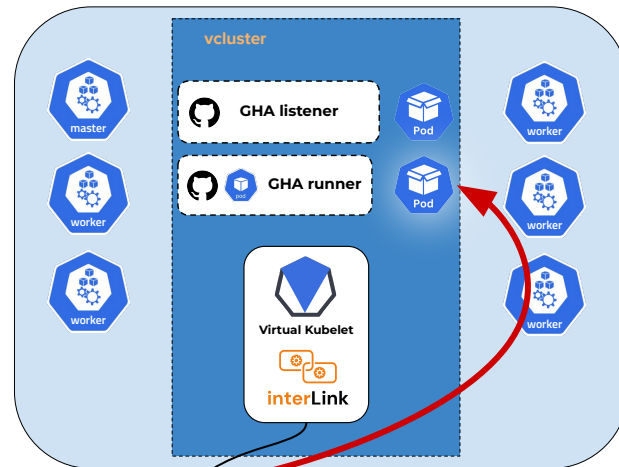 vcluster
GHA listener
Pod
master
worker
GHA runner
pod
Pod
worker
worker
worker
worker
Virtual Kubelet
interLink